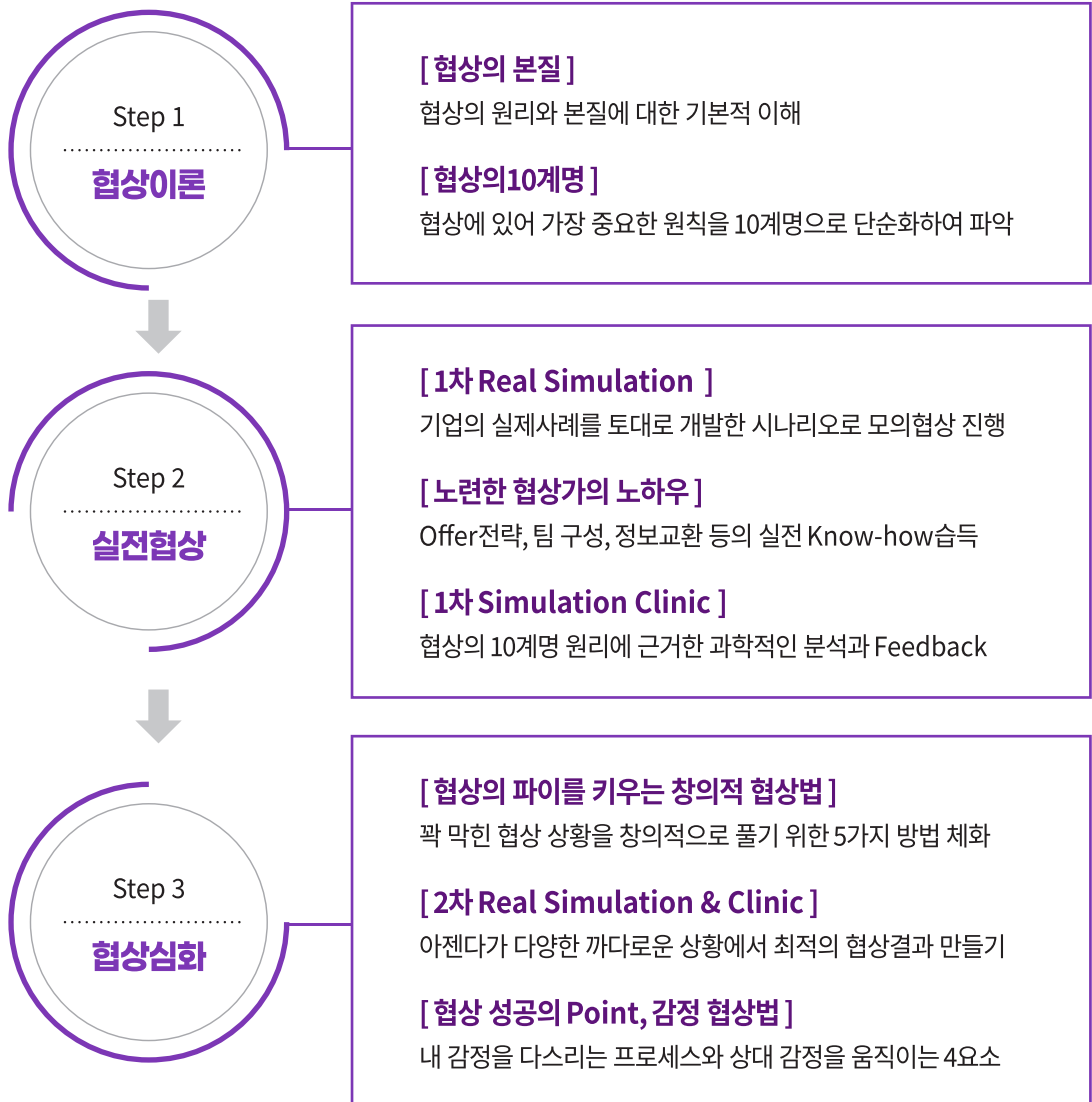 Step 1
협상이론
[ 협상의 본질 ]
협상의 원리와 본질에 대한 기본적 이해
[ 협상의10계명 ]
협상에 있어 가장 중요한 원칙을 10계명으로 단순화하여 파악
Step 2
실전협상
[ 1차 Real Simulation ]
기업의 실제사례를 토대로 개발한 시나리오로 모의협상 진행
[ 노련한 협상가의 노하우 ]
Offer전략, 팀 구성, 정보교환 등의 실전 Know-how습득
[ 1차 Simulation Clinic ]
협상의 10계명 원리에 근거한 과학적인 분석과 Feedback
Step 3
협상심화
[ 협상의 파이를 키우는 창의적 협상법 ]
꽉 막힌 협상 상황을 창의적으로 풀기 위한 5가지 방법 체화
[ 2차 Real Simulation & Clinic ]
아젠다가 다양한 까다로운 상황에서 최적의 협상결과 만들기
[ 협상 성공의 Point, 감정 협상법 ]
내 감정을 다스리는 프로세스와 상대 감정을 움직이는 4요소